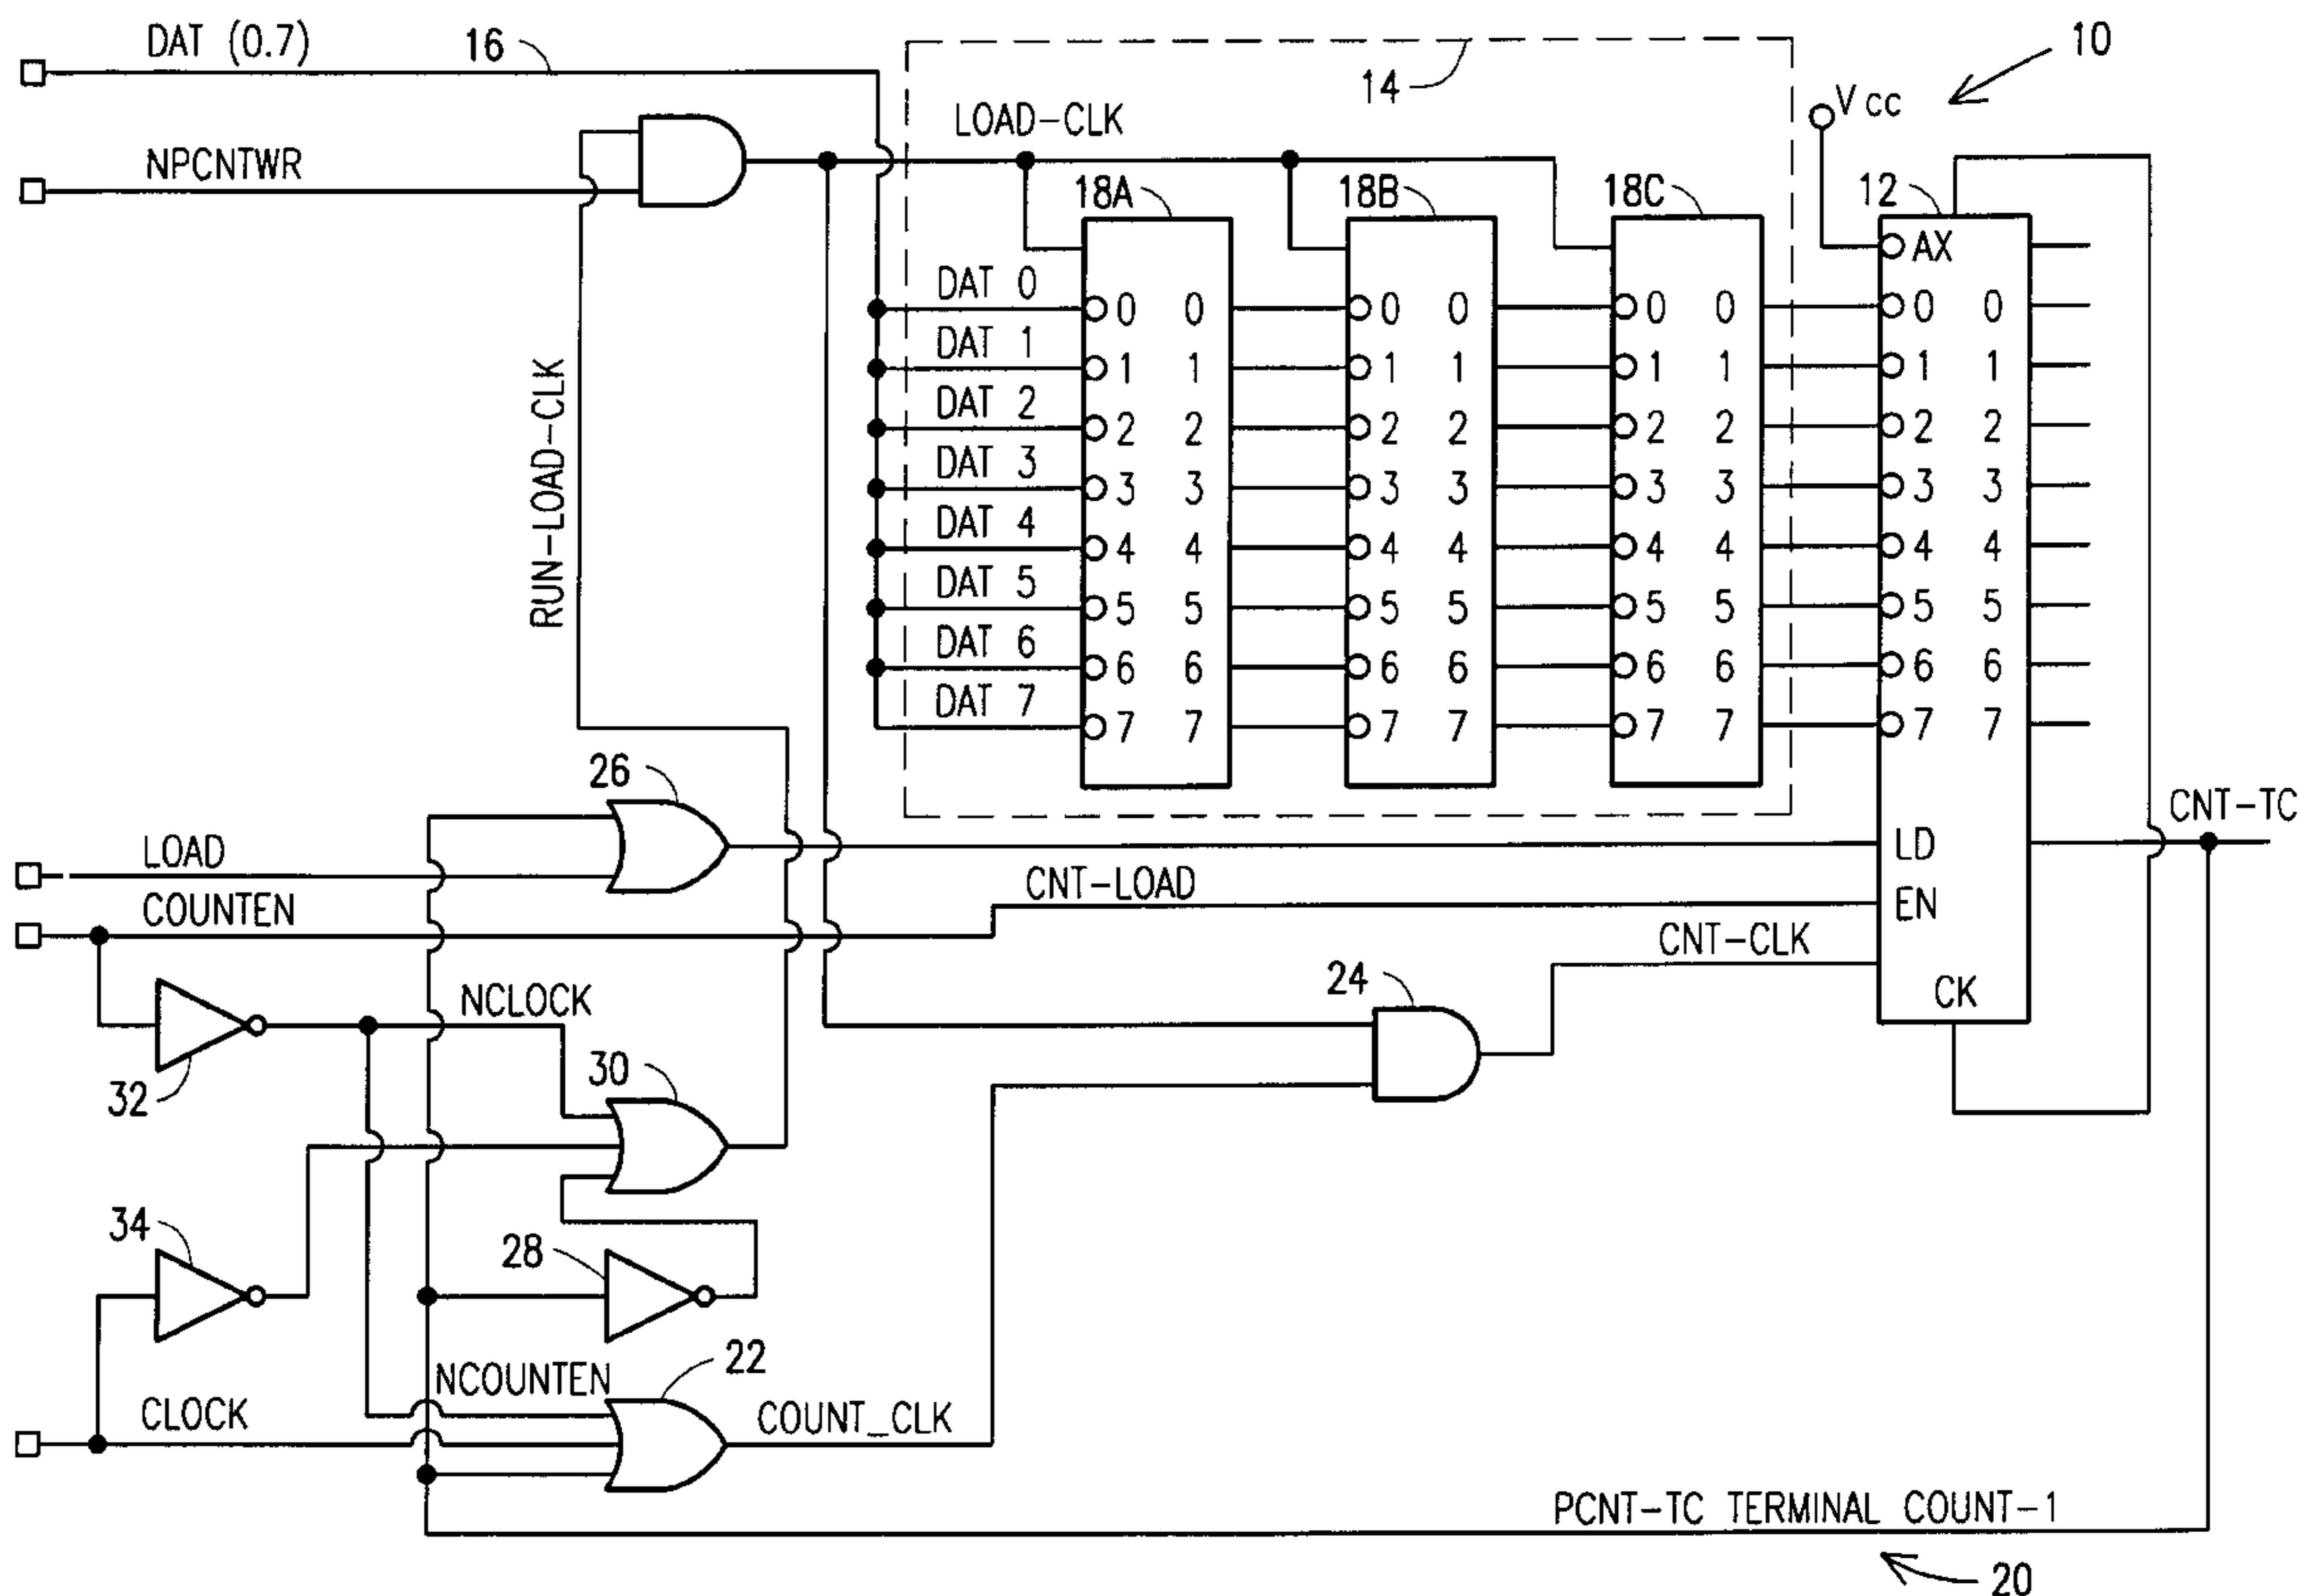 DAT (0.7)
16
14
10
Vcc
NPCNTWR
LOAD-CLK
18A
18B
18C
12
AX
DAT 0
0 0 0 0 0 0 0 0
DAT 1
1 1 1 1 1 1 1 1
DAT 2
2 2 2 2 2 2 2 2
DAT 3
3 3 3 3 3 3 3 3
DAT 4
4 4 4 4 4 4 4 4
DAT 5
5 5 5 5 5 5 5 5
DAT 6
6 6 6 6 6 6 6 6
DAT 7
7 7 7 7 7 7 7 7
RUN-LOAD-CLK
26
CNT-TC
LOAD
LD
COUNTEN
CNT-LOAD
EN
CNT-CLK
24
NCLOCK
CK
32
30
34
28
22
NCOUNTEN
CLOCK
COUNT_CLK
PCNT-TC TERMINAL COUNT-1
20